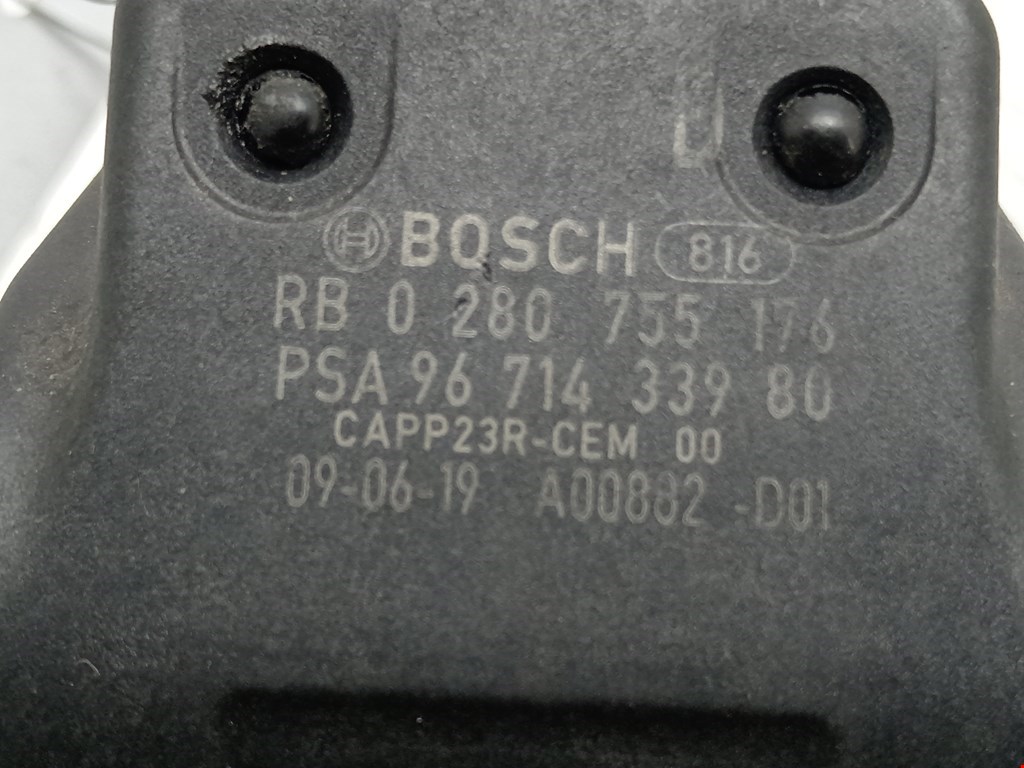 U
BOSCH 816
RB 0 280 755 176
PSA 96 714 339 80
CAPP23R-CEM 00
09-06-19 A00882 -D01